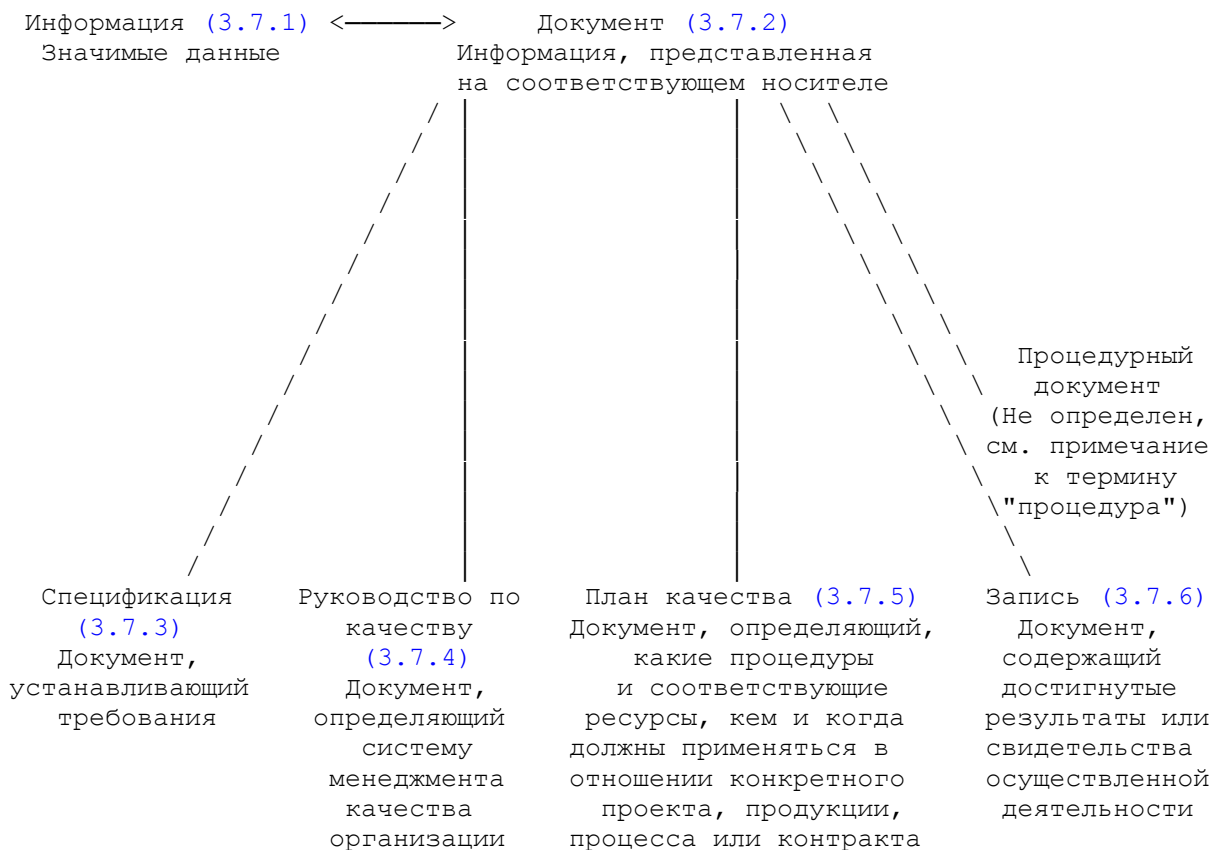 Информация (3.7.1) <──────> Документ (3.7.2)
Значимые данные
Информация, представленная
на соответствующем носителе
Процедурный
документ
(Не определен,
см. примечание
к термину
"процедура")
Спецификация
(3.7.3)
Документ,
устанавливающий
требования
Руководство по
качеству
(3.7.4)
Документ,
определяющий
систему
менеджмента
качества
организации
План качества (3.7.5)
Документ, определяющий,
какие процедуры
и соответствующие
ресурсы, кем и когда
должны применяться в
отношении конкретного
проекта, продукции,
процесса или контракта
Запись (3.7.6)
Документ,
содержащий
достигнутые
результаты или
свидетельства
осуществленной
деятельности